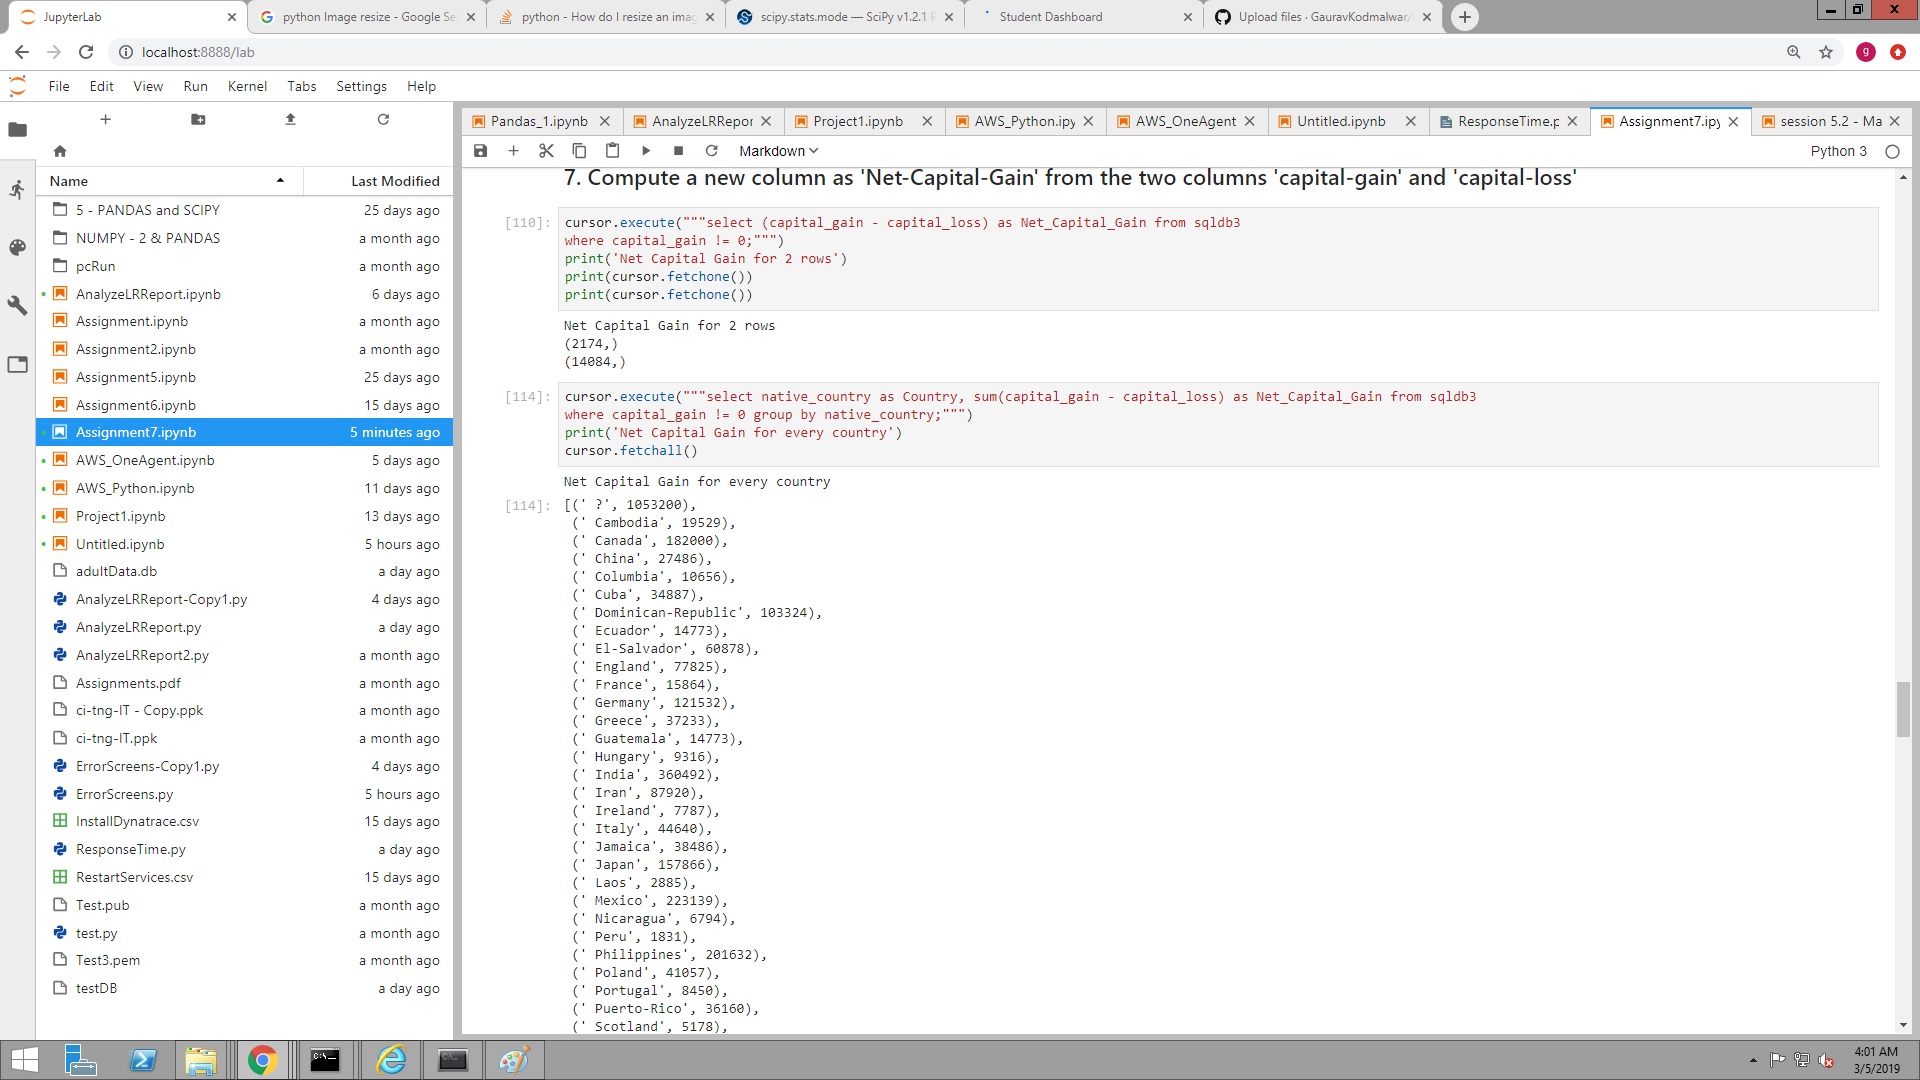 JupyterLab
python Image resize - Google Se
python - How do I resize an imag
scipy.stats.mode — SciPy v1.2.1 R
Student Dashboard
Upload files · GauravKodmalwar/
localhost:8888/lab
g
File Edit View Run Kernel Tabs Settings Help
Pandas_1.ipynb
AnalyzeLRRepor
Project1.ipynb
AWS_Python.ipy
AWS_OneAgent
Untitled.ipynb
ResponseTime.p
Assignment7.ipy
session 5.2 - Ma
Markdown
Python 3
Name Last Modified
5 - PANDAS and SCIPY 25 days ago
NUMPY - 2 & PANDAS a month ago
pcRun a month ago
AnalyzeLRReport.ipynb 6 days ago
Assignment.ipynb a month ago
Assignment2.ipynb a month ago
Assignment5.ipynb 25 days ago
Assignment6.ipynb 15 days ago
Assignment7.ipynb 5 minutes ago
AWS_OneAgent.ipynb 5 days ago
AWS_Python.ipynb 11 days ago
Project1.ipynb 13 days ago
Untitled.ipynb 5 hours ago
adultData.db a day ago
AnalyzeLRReport-Copy1.py 4 days ago
AnalyzeLRReport.py a day ago
AnalyzeLRReport2.py a month ago
Assignments.pdf a month ago
ci-tng-IT - Copy.ppk a month ago
ci-tng-IT.ppk a month ago
ErrorScreens-Copy1.py 4 days ago
ErrorScreens.py 5 hours ago
InstallDynatrace.csv 15 days ago
ResponseTime.py a day ago
RestartServices.csv 15 days ago
Test.pub a month ago
test.py a month ago
Test3.pem a month ago
testDB a day ago
7. Compute a new column as 'Net-Capital-Gain' from the two columns 'capital-gain' and 'capital-loss'
[110]: cursor.execute("""select (capital_gain - capital_loss) as Net_Capital_Gain from sqldb3
where capital_gain != 0;""")
print('Net Capital Gain for 2 rows')
print(cursor.fetchone())
print(cursor.fetchone())
Net Capital Gain for 2 rows
(2174,)
(14084,)
[114]: cursor.execute("""select native_country as Country, sum(capital_gain - capital_loss) as Net_Capital_Gain from sqldb3
where capital_gain != 0 group by native_country;""")
print('Net Capital Gain for every country')
cursor.fetchall()
Net Capital Gain for every country
[114]: [(' ?', 1053200),
(' Cambodia', 19529),
(' Canada', 182000),
(' China', 27486),
(' Columbia', 10656),
(' Cuba', 34887),
(' Dominican-Republic', 103324),
(' Ecuador', 14773),
(' El-Salvador', 60878),
(' England', 77825),
(' France', 15864),
(' Germany', 121532),
(' Greece', 37233),
(' Guatemala', 14773),
(' Hungary', 9316),
(' India', 360492),
(' Iran', 87920),
(' Ireland', 7787),
(' Italy', 44640),
(' Jamaica', 38486),
(' Japan', 157866),
(' Laos', 2885),
(' Mexico', 223139),
(' Nicaragua', 6794),
(' Peru', 1831),
(' Philippines', 201632),
(' Poland', 41057),
(' Portugal', 8450),
(' Puerto-Rico', 36160),
(' Scotland', 5178),
4:01 AM
3/5/2019